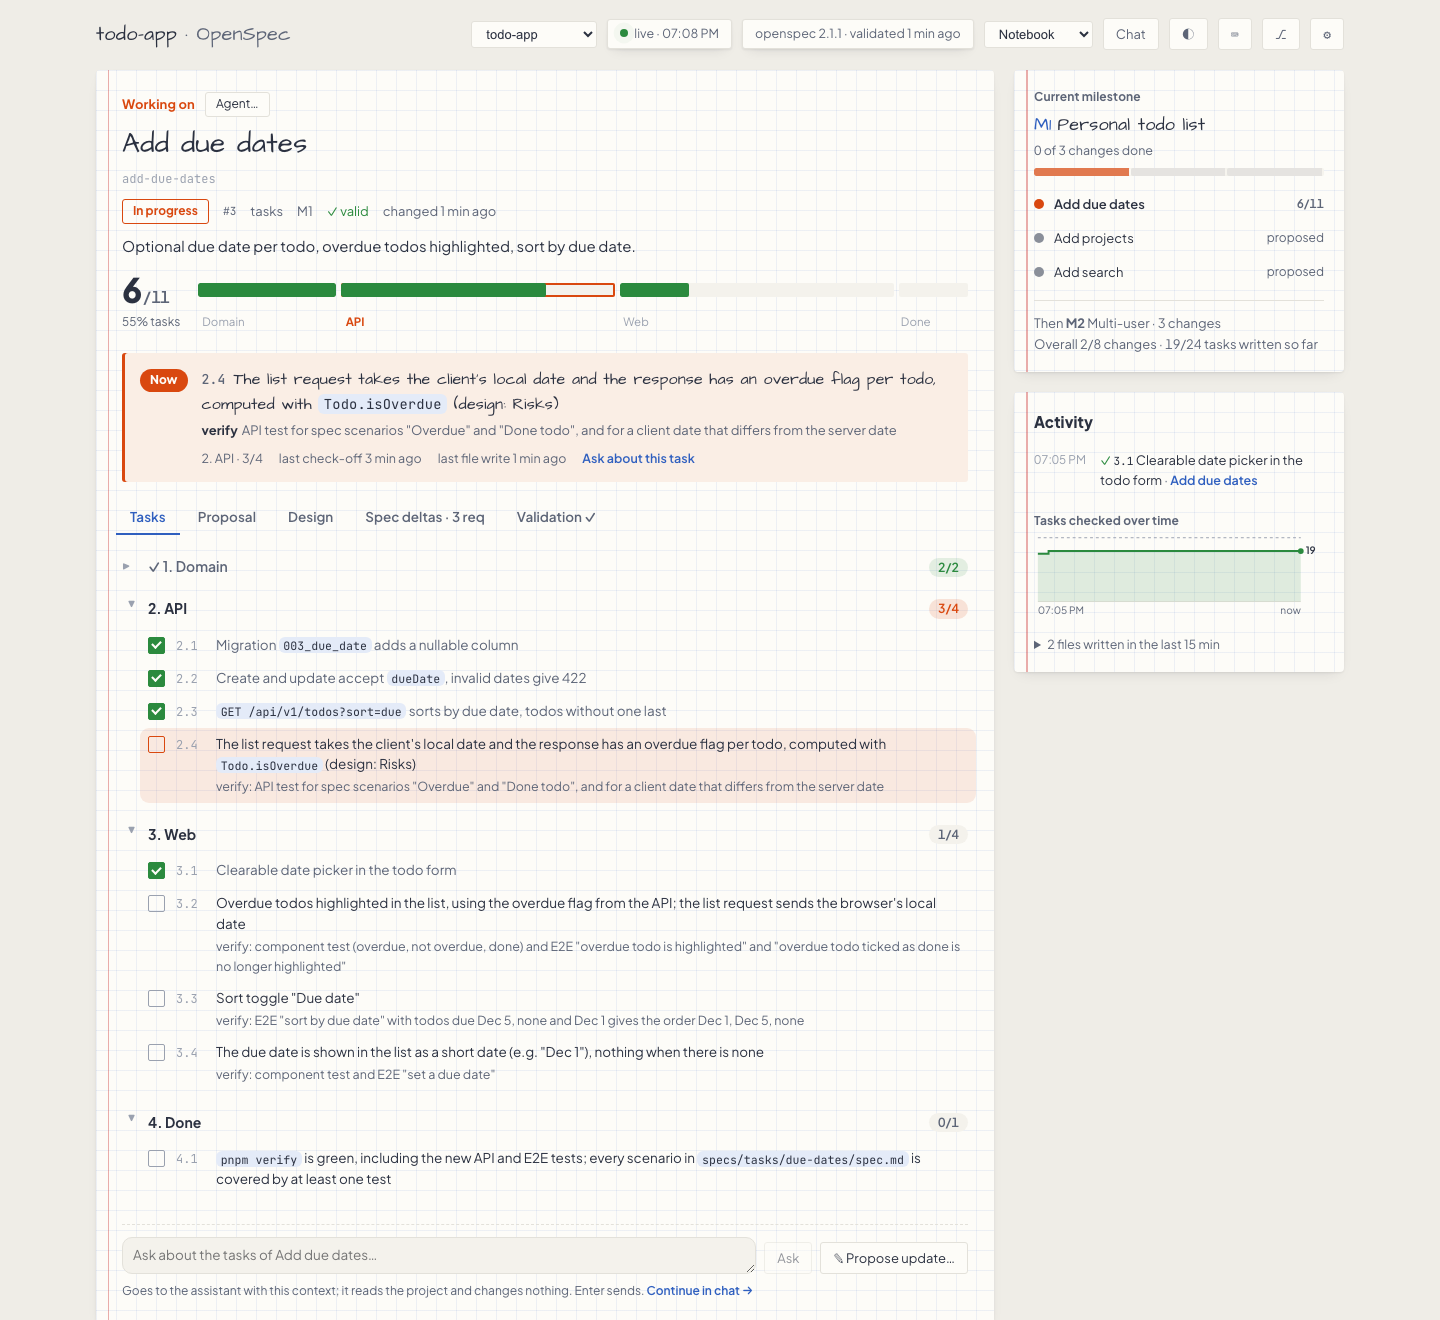 todo-app · OpenSpec
todo-app
live · 07:08 PM
openspec 2.1.1 · validated 1 min ago
Notebook
Chat
Working on
Agent…
Add due dates
add-due-dates
In progress #3 tasks M1 ✓ valid changed 1 min ago
Optional due date per todo, overdue todos highlighted, sort by due date.
6/11
55% tasks
Domain
API
Web
Done
Now
2.4 The list request takes the client's local date and the response has an overdue flag per todo,
computed with Todo.isOverdue (design: Risks)
verify API test for spec scenarios "Overdue" and "Done todo", and for a client date that differs from the server date
2. API · 3/4 last check-off 3 min ago last file write 1 min ago Ask about this task
Tasks Proposal Design Spec deltas · 3 req Validation ✓
✓ 1. Domain 2/2
2. API 3/4
2.1 Migration 003_due_date adds a nullable column
2.2 Create and update accept dueDate, invalid dates give 422
2.3 GET /api/v1/todos?sort=due sorts by due date, todos without one last
2.4 The list request takes the client's local date and the response has an overdue flag per todo, computed with
Todo.isOverdue (design: Risks)
verify: API test for spec scenarios "Overdue" and "Done todo", and for a client date that differs from the server date
3. Web 1/4
3.1 Clearable date picker in the todo form
3.2 Overdue todos highlighted in the list, using the overdue flag from the API; the list request sends the browser's local
date
verify: component test (overdue, not overdue, done) and E2E "overdue todo is highlighted" and "overdue todo ticked as done is
no longer highlighted"
3.3 Sort toggle "Due date"
verify: E2E "sort by due date" with todos due Dec 5, none and Dec 1 gives the order Dec 1, Dec 5, none
3.4 The due date is shown in the list as a short date (e.g. "Dec 1"), nothing when there is none
verify: component test and E2E "set a due date"
4. Done 0/1
4.1 pnpm verify is green, including the new API and E2E tests; every scenario in specs/tasks/due-dates/spec.md is
covered by at least one test
Ask about the tasks of Add due dates…
Ask
✎ Propose update…
Goes to the assistant with this context; it reads the project and changes nothing. Enter sends. Continue in chat →
Current milestone
M1 Personal todo list
0 of 3 changes done
Add due dates 6/11
Add projects proposed
Add search proposed
Then M2 Multi-user · 3 changes
Overall 2/8 changes · 19/24 tasks written so far
Activity
07:05 PM ✓ 3.1 Clearable date picker in the
todo form · Add due dates
Tasks checked over time
19
07:05 PM now
2 files written in the last 15 min